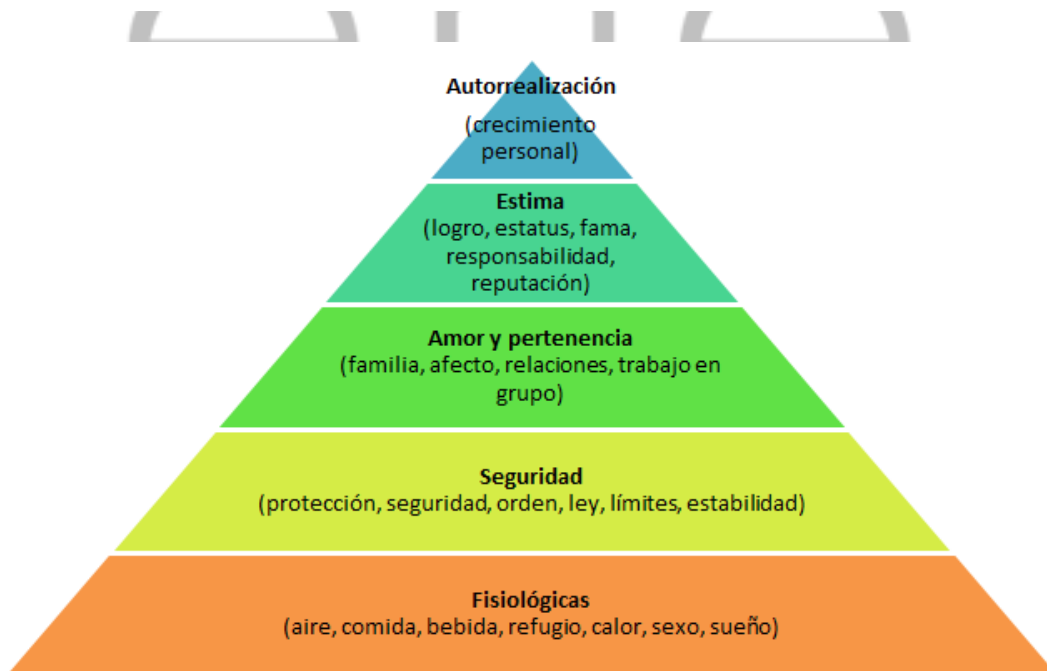 Autorrealización
(crecimiento
personal)
Estima
(logro, estatus, fama,
responsabilidad,
reputación)
Amor y pertenencia
(familia, afecto, relaciones, trabajo en
grupo)
Seguridad
(protección, seguridad, orden, ley, límites, estabilidad)
Fisiológicas
(aire, comida, bebida, refugio, calor, sexo, sueño)